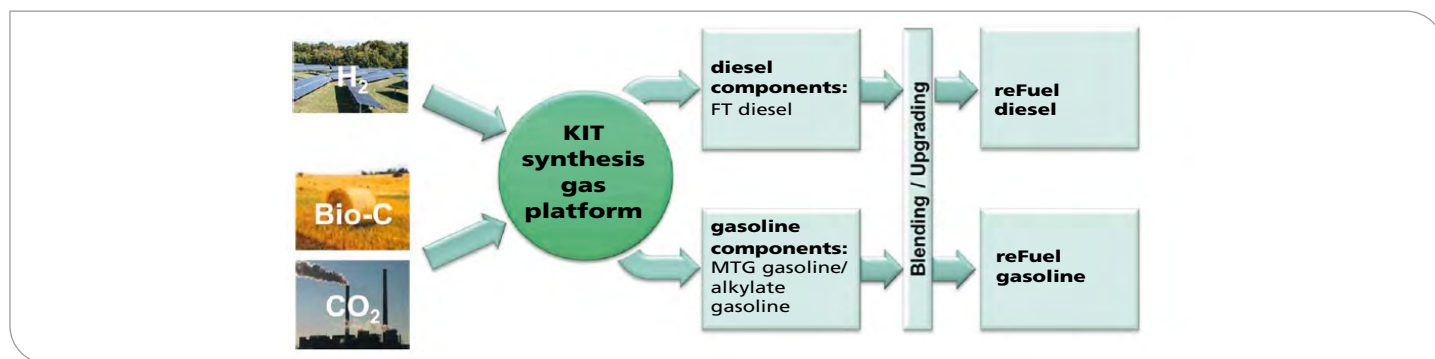 H₂
Bio-C
CO₂
KIT
synthesis
gas
platform
diesel
components:
FT diesel
gasoline
components:
MTG gasoline/
alkylate
gasoline
Blending / Upgrading
reFuel
diesel
reFuel
gasoline